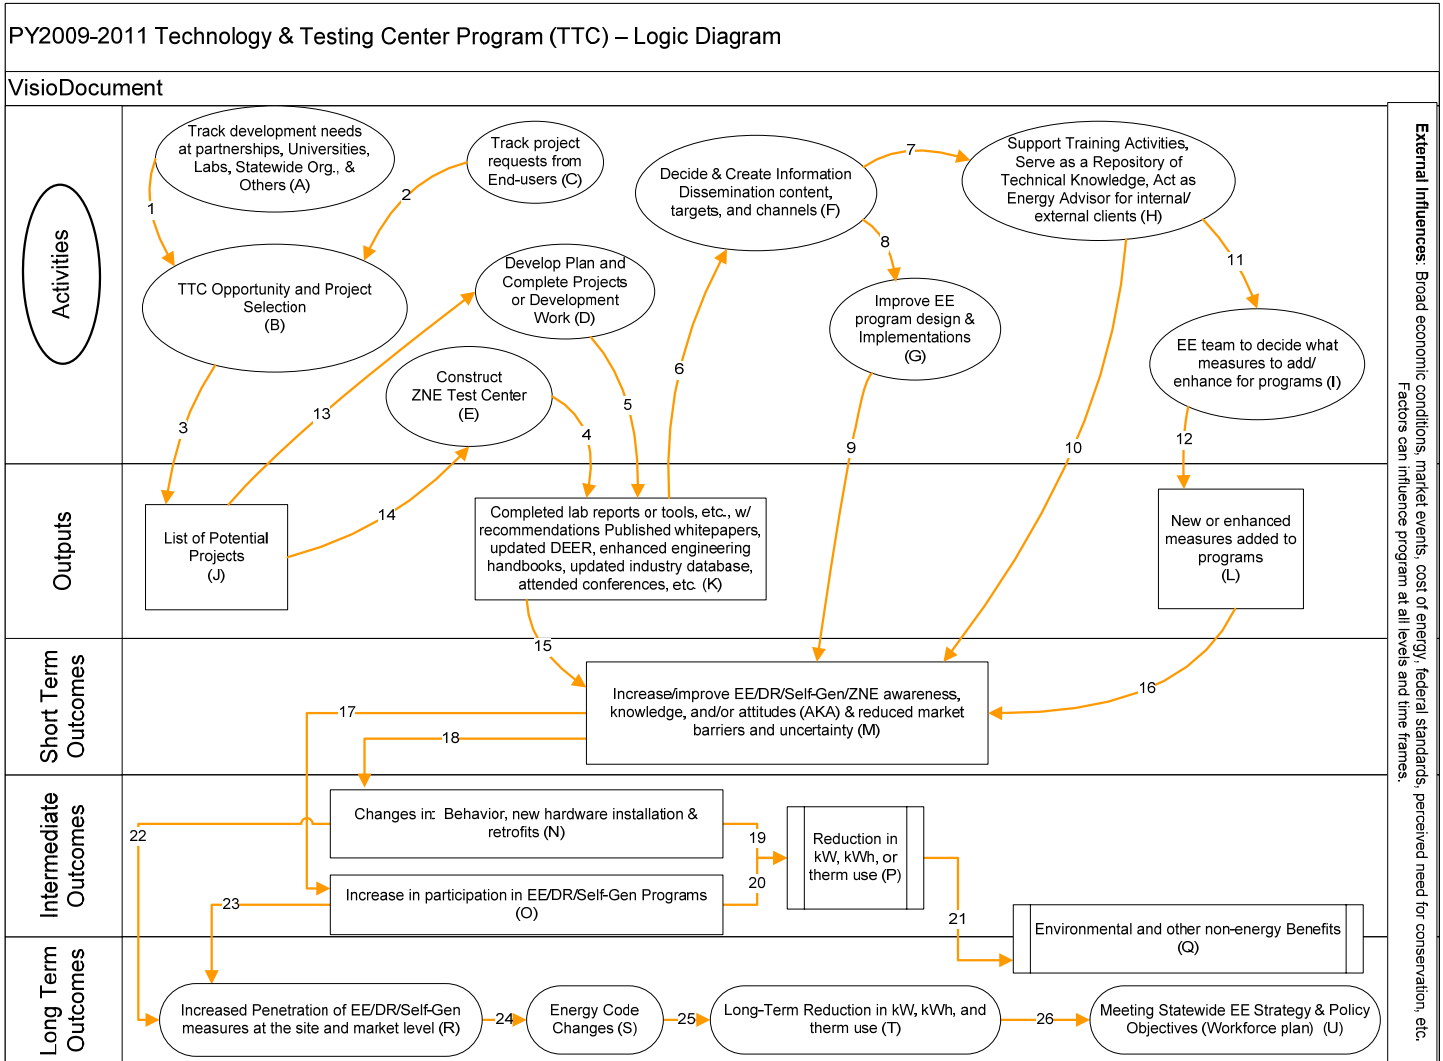 PY2009-2011 Technology & Testing Center Program (TTC) – Logic Diagram
VisioDocument
Activities
Track development needs
at partnerships, Universities,
Labs, Statewide Org., &
Others (A)
Track project
requests from
End-users (C)
Decide & Create Information
Dissemination content,
targets, and channels (F)
Support Training Activities,
Serve as a Repository of
Technical Knowledge, Act as
Energy Advisor for internal/
external clients (H)
1
2
7
8
11
TTC Opportunity and Project
Selection
(B)
Develop Plan and
Complete Projects
or Development
Work (D)
Improve EE
program design &
Implementations
(G)
EE team to decide what
measures to add/
enhance for programs (I)
Construct
ZNE Test Center
(E)
3
13
4
5
6
9
10
12
14
Outputs
List of Potential
Projects
(J)
Completed lab reports or tools, etc., w/
recommendations Published whitepapers,
updated DEER, enhanced engineering
handbooks, updated industry database,
attended conferences, etc. (K)
New or enhanced
measures added to
programs
(L)
15
16
Short Term
Outcomes
Increase/improve EE/DR/Self-Gen/ZNE awareness,
knowledge, and/or attitudes (AKA) & reduced market
barriers and uncertainty (M)
17
18
Intermediate
Outcomes
Changes in: Behavior, new hardware installation &
retrofits (N)
22
19
20
Reduction in
kW, kWh, or
therm use (P)
Increase in participation in EE/DR/Self-Gen Programs
(O)
23
21
Environmental and other non-energy Benefits
(Q)
Long Term
Outcomes
Increased Penetration of EE/DR/Self-Gen
measures at the site and market level (R)
24
Energy Code
Changes (S)
25
Long-Term Reduction in kW, kWh, and
therm use (T)
26
Meeting Statewide EE Strategy & Policy
Objectives (Workforce plan) (U)
External Influences: Broad economic conditions, market events, cost of energy, federal standards, perceived need for conservation, etc.
Factors can influence program at all levels and time frames.